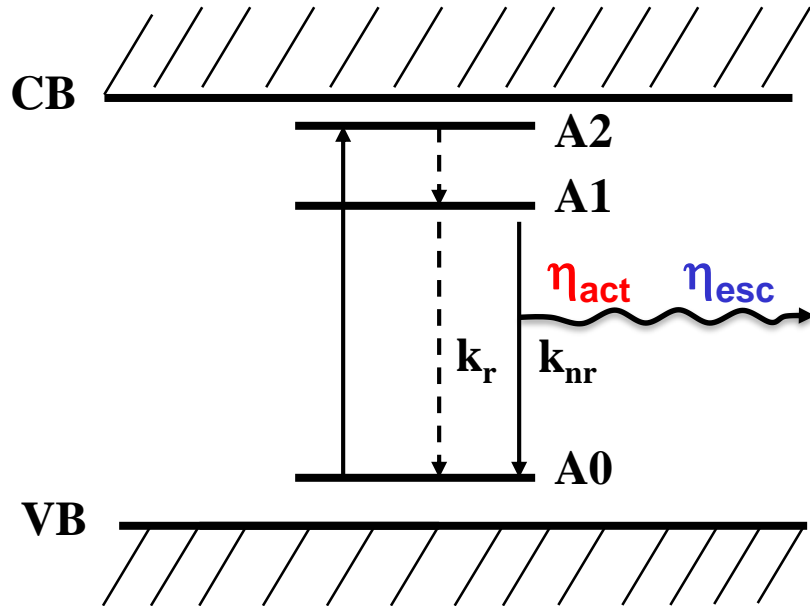 CB
A2
A1
ηact ηesc
kr knr
A0
VB